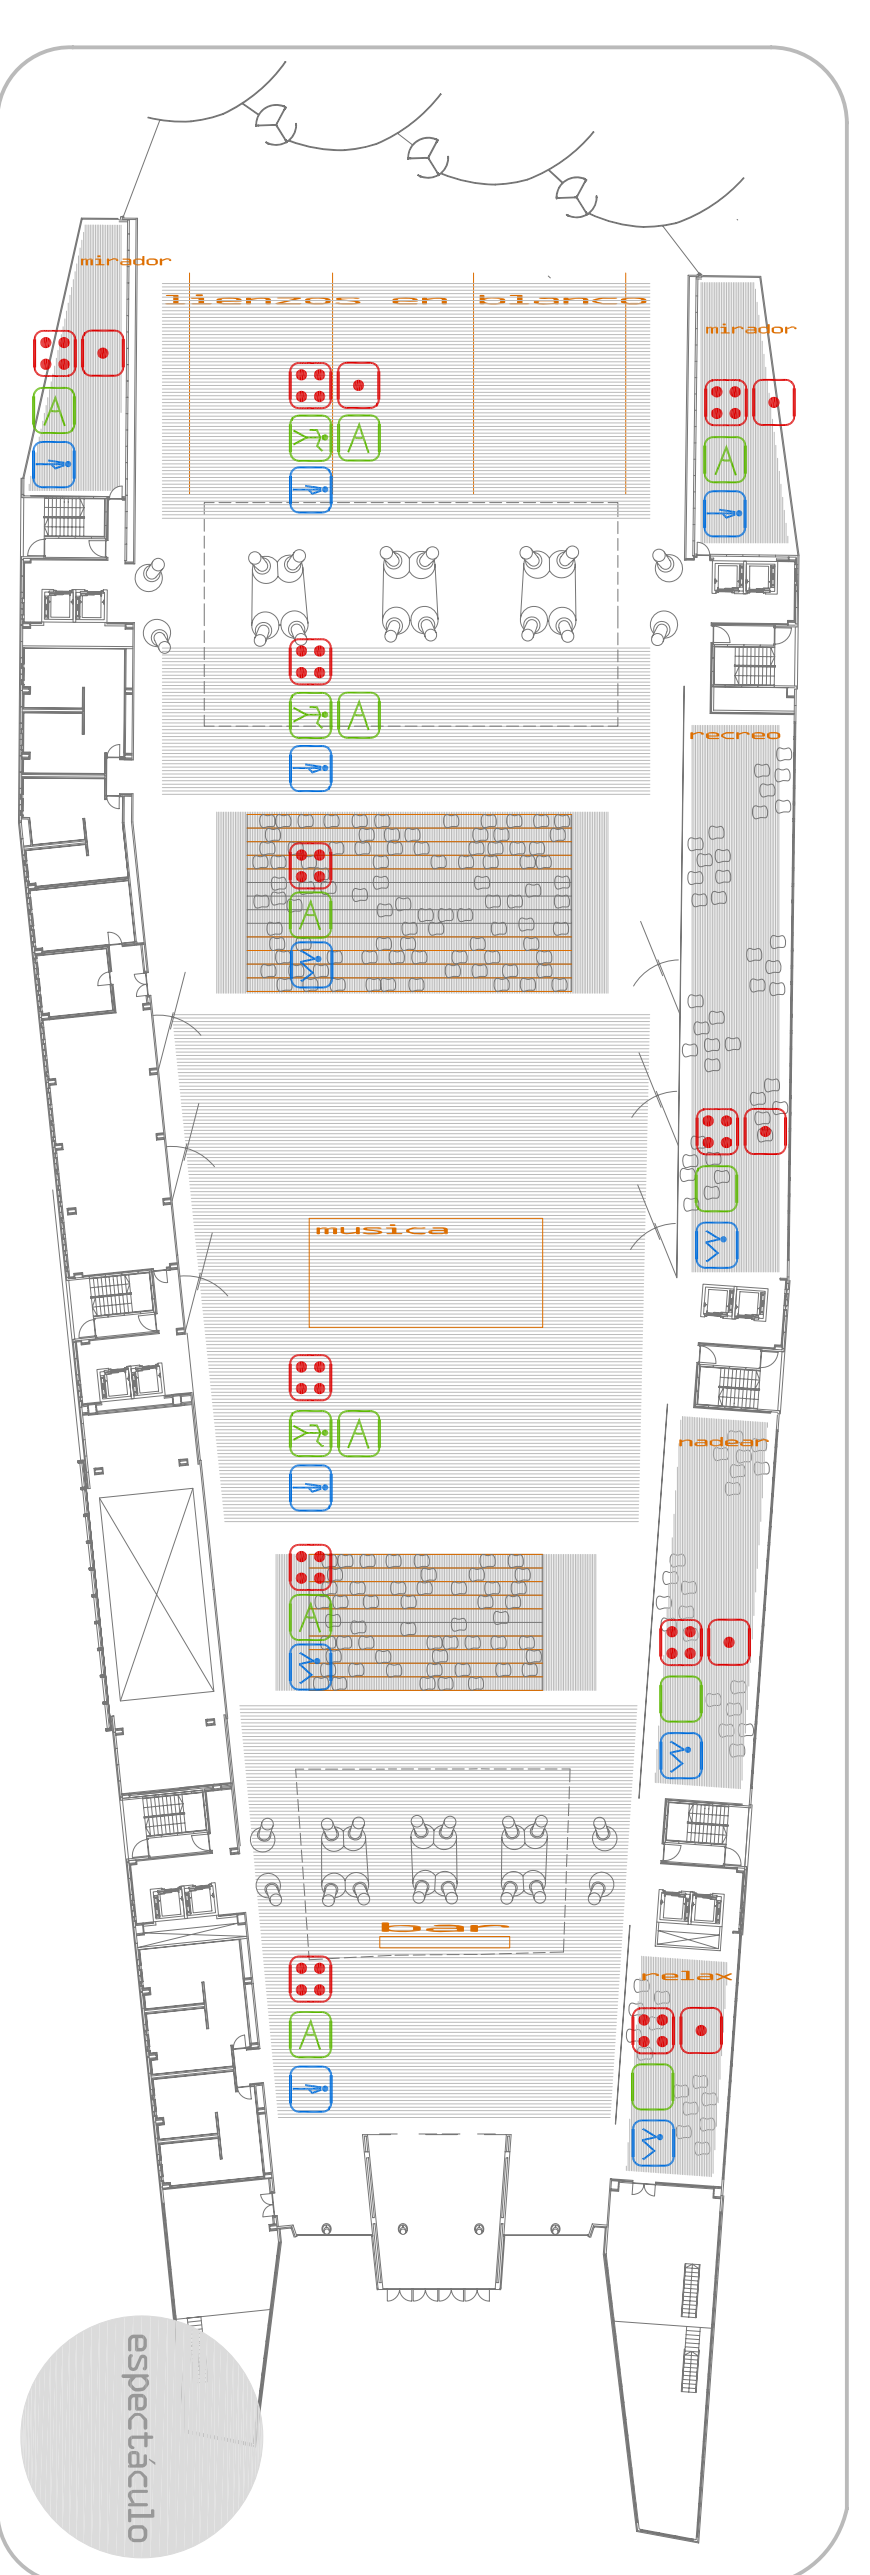 mirador
lienzos en blanco
mirador
recreo
musica
nadear
bar
relax
espectáculo